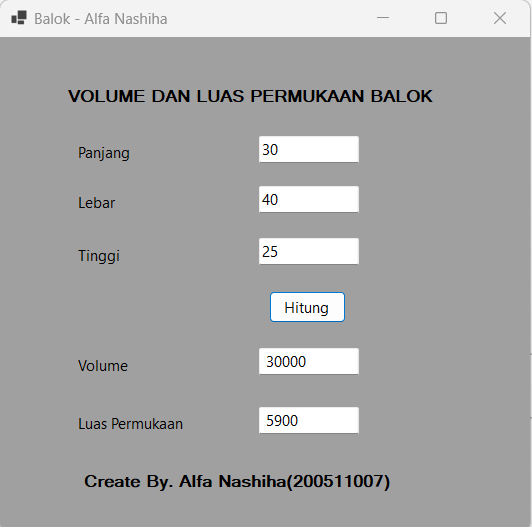 Balok - Alfa Nashiha
VOLUME DAN LUAS PERMUKAAN BALOK
Panjang 30
Lebar 40
Tinggi 25
Hitung
Volume 30000
Luas Permukaan 5900
Create By. Alfa Nashiha(200511007)